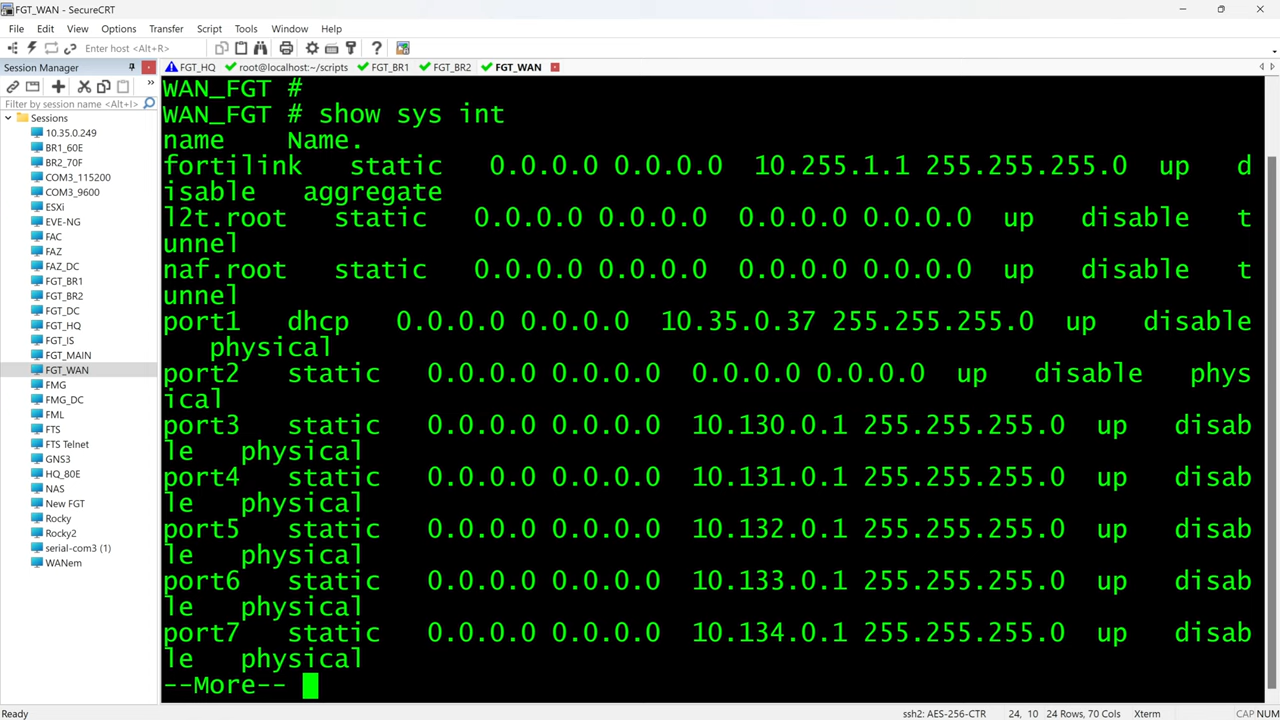 FGT_WAN - SecureCRT
File Edit View Options Transfer Script Tools Window Help
Enter host <Alt+R>
Session Manager
FGT_HQ root@localhost:~/scripts FGT_BR1 FGT_BR2 FGT_WAN
Filter by session name <Alt+I>
Sessions
10.35.0.249
BR1_60E
BR2_70F
COM3_115200
COM3_9600
ESXi
EVE-NG
FAC
FAZ
FAZ_DC
FGT_BR1
FGT_BR2
FGT_DC
FGT_HQ
FGT_IS
FGT_MAIN
FGT_WAN
FMG
FMG_DC
FML
FTS
FTS Telnet
GNS3
HQ_80E
NAS
New FGT
Rocky
Rocky2
serial-com3 (1)
WANem
WAN_FGT #
WAN_FGT # show sys int
name    Name.
fortilink   static   0.0.0.0 0.0.0.0  10.255.1.1 255.255.255.0  up   d
isable   aggregate
l2t.root   static   0.0.0.0 0.0.0.0  0.0.0.0 0.0.0.0  up   disable   t
unnel
naf.root   static   0.0.0.0 0.0.0.0  0.0.0.0 0.0.0.0  up   disable   t
unnel
port1   dhcp   0.0.0.0 0.0.0.0  10.35.0.37 255.255.255.0  up   disable
   physical
port2   static   0.0.0.0 0.0.0.0  0.0.0.0 0.0.0.0  up   disable   phys
ical
port3   static   0.0.0.0 0.0.0.0  10.130.0.1 255.255.255.0  up   disab
le   physical
port4   static   0.0.0.0 0.0.0.0  10.131.0.1 255.255.255.0  up   disab
le   physical
port5   static   0.0.0.0 0.0.0.0  10.132.0.1 255.255.255.0  up   disab
le   physical
port6   static   0.0.0.0 0.0.0.0  10.133.0.1 255.255.255.0  up   disab
le   physical
port7   static   0.0.0.0 0.0.0.0  10.134.0.1 255.255.255.0  up   disab
le   physical
--More--
Ready ssh2: AES-256-CTR 24, 10 24 Rows, 70 Cols Xterm CAP NUM